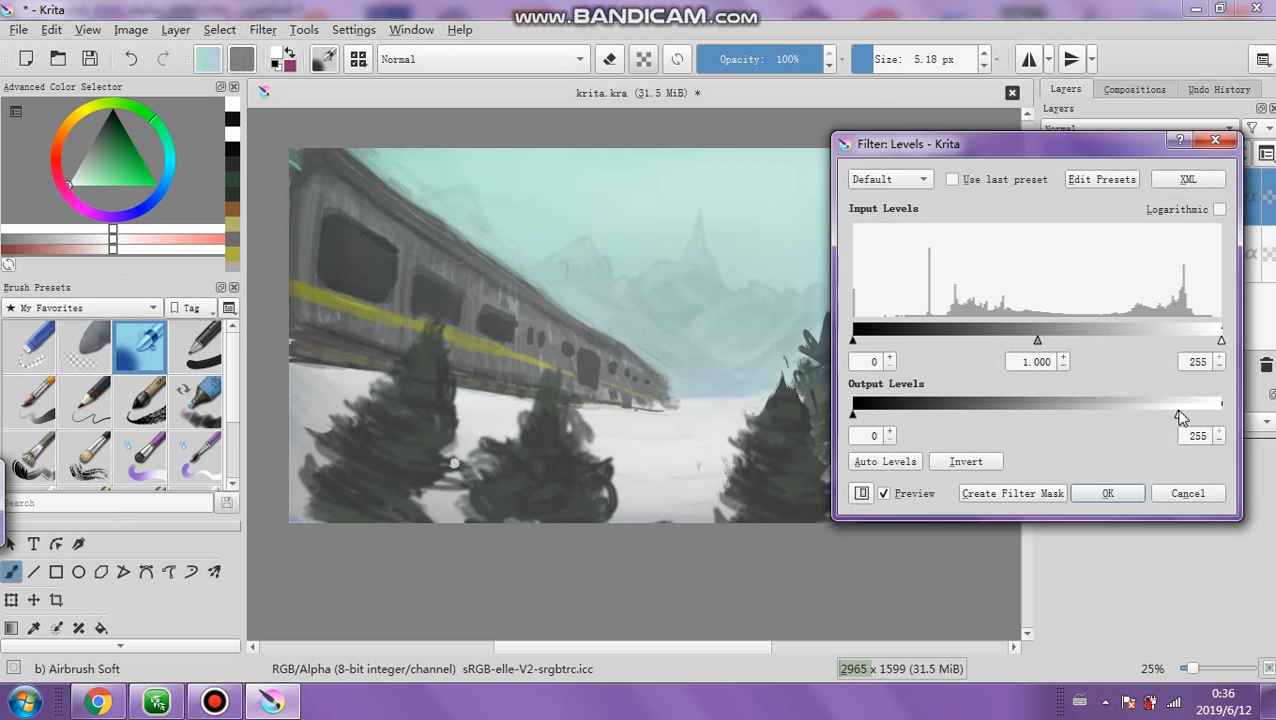 * - Krita
www.BANDICAM.com
File Edit View Image Layer Select Filter Tools Settings Window Help
Normal
Opacity: 100%
Size: 5.18 px
Advanced Color Selector
krita.kra (31.5 MiB) *
Layers Compositions Undo History
Layers
Normal
Filter: Levels - Krita
Default Use last preset Edit Presets XML
Input Levels Logarithmic
0 1.000 255
Output Levels
0 255
Auto Levels Invert
Preview Create Filter Mask OK Cancel
Brush Presets
My Favorites Tag
Search
b) Airbrush Soft
RGB/Alpha (8-bit integer/channel) sRGB-elle-V2-srgbtrc.icc
2965 x 1599 (31.5 MiB)
25%
0:36
2019/6/12